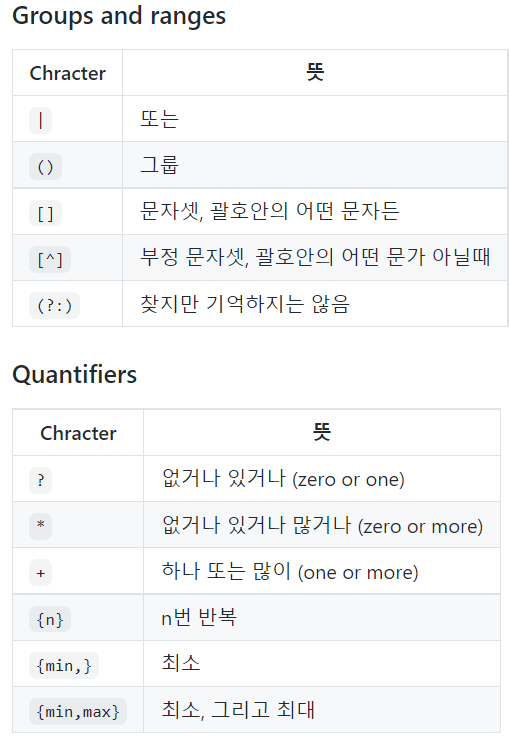 Groups and ranges
Chracter 뜻
| 또는
() 그룹
[] 문자셋, 괄호안의 어떤 문자든
[^] 부정 문자셋, 괄호안의 어떤 문가 아닐때
(?:) 찾지만 기억하지는 않음
Quantifiers
Chracter 뜻
? 없거나 있거나 (zero or one)
* 없거나 있거나 많거나 (zero or more)
+ 하나 또는 많이 (one or more)
{n} n번 반복
{min,} 최소
{min,max} 최소, 그리고 최대